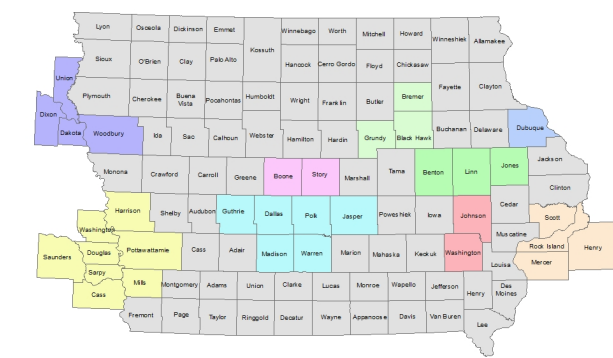 Lyon
Osceola
Dickinson
Emmet
Winnebago
Worth
Mitchell
Howard
Winneshiek
Allamakee
Kossuth
Sioux
O'Brien
Clay
Palo Alto
Hancock
Cerro Gordo
Floyd
Chickasaw
Union
Plymouth
Cherokee
Buena
Vista
Pocahontas
Humboldt
Wright
Franklin
Butler
Bremer
Fayette
Clayton
Dixon
Dakota
Woodbury
Ida
Sac
Calhoun
Webster
Hamilton
Hardin
Grundy
Black Hawk
Buchanan
Delaware
Dubuque
Monona
Crawford
Carroll
Greene
Boone
Story
Marshall
Tama
Benton
Linn
Jones
Jackson
Clinton
Harrison
Shelby
Audubon
Guthrie
Dallas
Polk
Jasper
Poweshiek
Iowa
Johnson
Cedar
Scott
Muscatine
Washington
Saunders
Douglas
Pottawattamie
Cass
Adair
Madison
Warren
Marion
Mahaska
Keokuk
Washington
Louisa
Rock Island
Henry
Mercer
Sarpy
Cass
Mills
Montgomery
Adams
Union
Clarke
Lucas
Monroe
Wapello
Jefferson
Henry
Des
Moines
Fremont
Page
Taylor
Ringgold
Decatur
Wayne
Appanoose
Davis
Van Buren
Lee